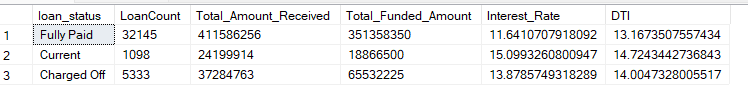 loan_status LoanCount Total_Amount_Received Total_Funded_Amount Interest_Rate DTI
1 Fully Paid 32145 411586256 351358350 11.6410707918092 13.1673507557434
2 Current 1098 24199914 18866500 15.0993260800947 14.7243442736843
3 Charged Off 5333 37284763 65532225 13.8785749318289 14.0047328005517